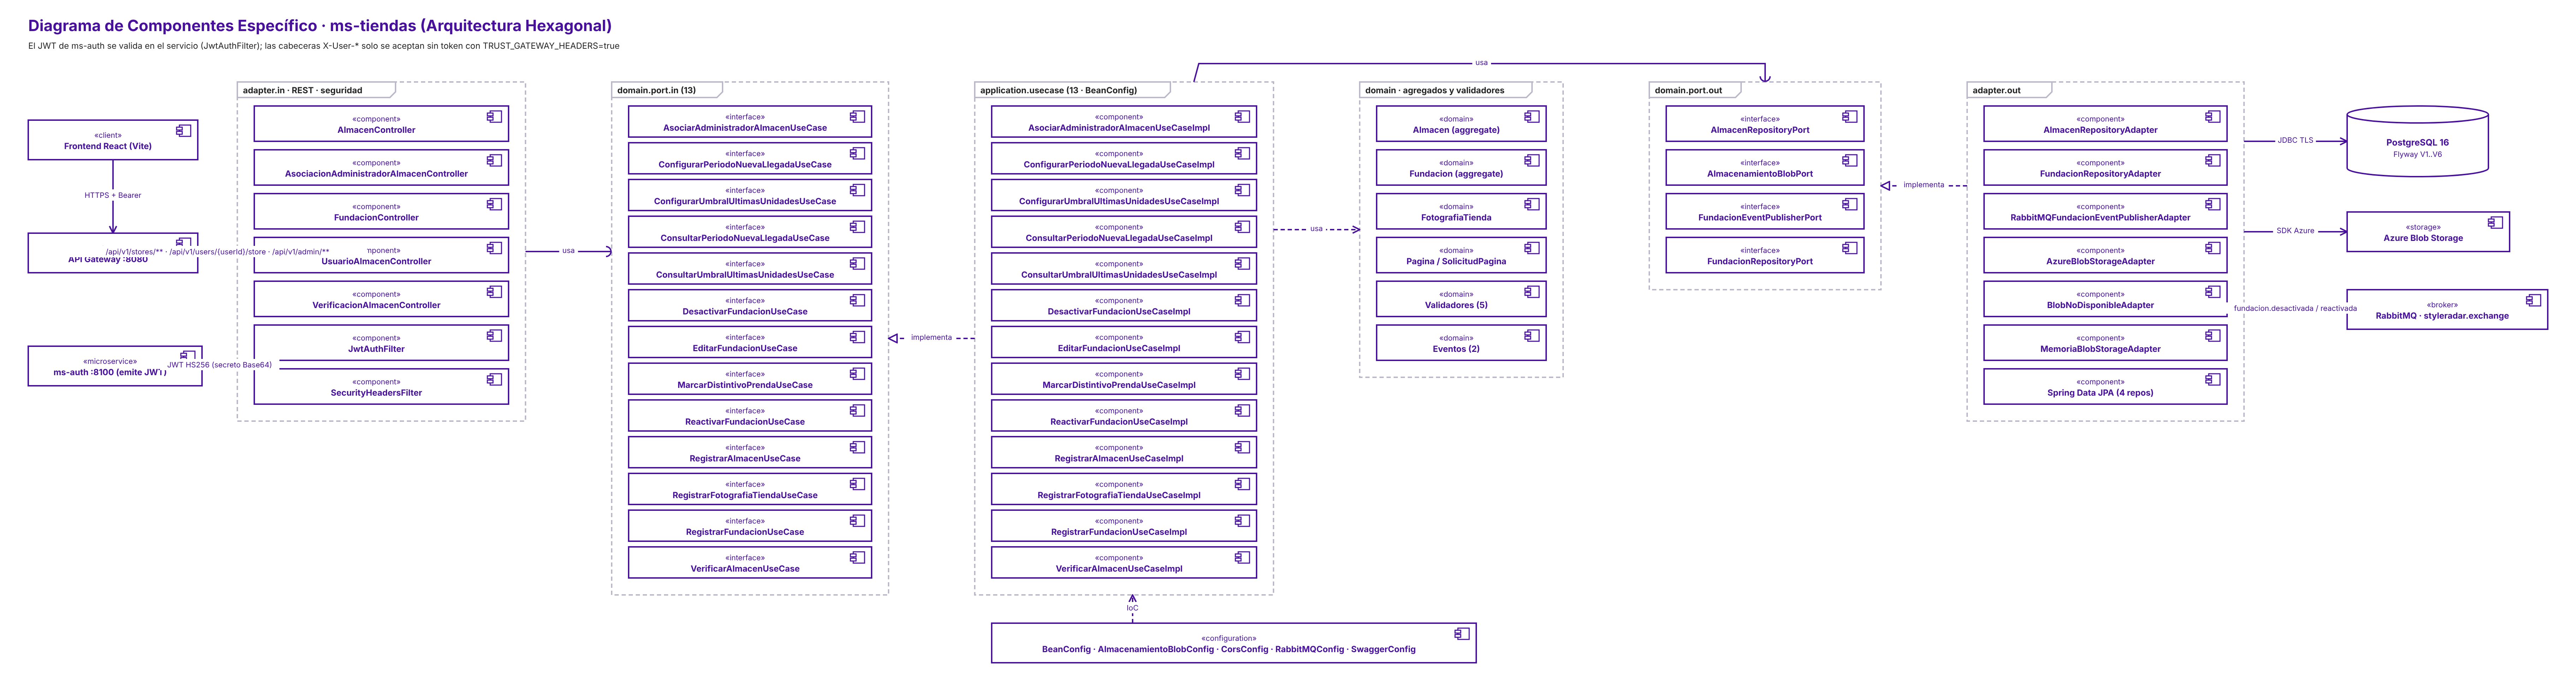 Diagrama de Componentes Específico · ms-tiendas (Arquitectura Hexagonal)
El JWT de ms-auth se valida en el servicio (JwtAuthFilter); las cabeceras X-User-* solo se aceptan sin token con TRUST_GATEWAY_HEADERS=true
«client»
Frontend React (Vite)
HTTPS + Bearer
API Gateway :8080
/api/v1/stores/** · /api/v1/users/{userId}/store · /api/v1/admin/**
«microservice»
ms-auth :8100 (emite JWT)
JWT HS256 (secreto Base64)
adapter.in · REST · seguridad
«component»
AlmacenController
«component»
AsociacionAdministradorAlmacenController
«component»
FundacionController
UsuarioAlmacenController
«component»
VerificacionAlmacenController
«component»
JwtAuthFilter
«component»
SecurityHeadersFilter
usa
domain.port.in (13)
«interface»
AsociarAdministradorAlmacenUseCase
«interface»
ConfigurarPeriodoNuevaLlegadaUseCase
«interface»
ConfigurarUmbralUltimasUnidadesUseCase
«interface»
ConsultarPeriodoNuevaLlegadaUseCase
«interface»
ConsultarUmbralUltimasUnidadesUseCase
«interface»
DesactivarFundacionUseCase
«interface»
EditarFundacionUseCase
«interface»
MarcarDistintivoPrendaUseCase
«interface»
ReactivarFundacionUseCase
«interface»
RegistrarAlmacenUseCase
«interface»
RegistrarFotografiaTiendaUseCase
«interface»
RegistrarFundacionUseCase
«interface»
VerificarAlmacenUseCase
implementa
application.usecase (13 · BeanConfig)
«component»
AsociarAdministradorAlmacenUseCaseImpl
«component»
ConfigurarPeriodoNuevaLlegadaUseCaseImpl
«component»
ConfigurarUmbralUltimasUnidadesUseCaseImpl
«component»
ConsultarPeriodoNuevaLlegadaUseCaseImpl
«component»
ConsultarUmbralUltimasUnidadesUseCaseImpl
«component»
DesactivarFundacionUseCaseImpl
«component»
EditarFundacionUseCaseImpl
«component»
MarcarDistintivoPrendaUseCaseImpl
«component»
ReactivarFundacionUseCaseImpl
«component»
RegistrarAlmacenUseCaseImpl
«component»
RegistrarFotografiaTiendaUseCaseImpl
«component»
RegistrarFundacionUseCaseImpl
«component»
VerificarAlmacenUseCaseImpl
IoC
«configuration»
BeanConfig · AlmacenamientoBlobConfig · CorsConfig · RabbitMQConfig · SwaggerConfig
usa
usa
domain · agregados y validadores
«domain»
Almacen (aggregate)
«domain»
Fundacion (aggregate)
«domain»
FotografiaTienda
«domain»
Pagina / SolicitudPagina
«domain»
Validadores (5)
«domain»
Eventos (2)
domain.port.out
«interface»
AlmacenRepositoryPort
«interface»
AlmacenamientoBlobPort
«interface»
FundacionEventPublisherPort
«interface»
FundacionRepositoryPort
implementa
adapter.out
«component»
AlmacenRepositoryAdapter
«component»
FundacionRepositoryAdapter
«component»
RabbitMQFundacionEventPublisherAdapter
«component»
AzureBlobStorageAdapter
«component»
BlobNoDisponibleAdapter
«component»
MemoriaBlobStorageAdapter
«component»
Spring Data JPA (4 repos)
JDBC TLS
PostgreSQL 16
Flyway V1..V6
SDK Azure
«storage»
Azure Blob Storage
fundacion.desactivada / reactivada
«broker»
RabbitMQ · styleradar.exchange